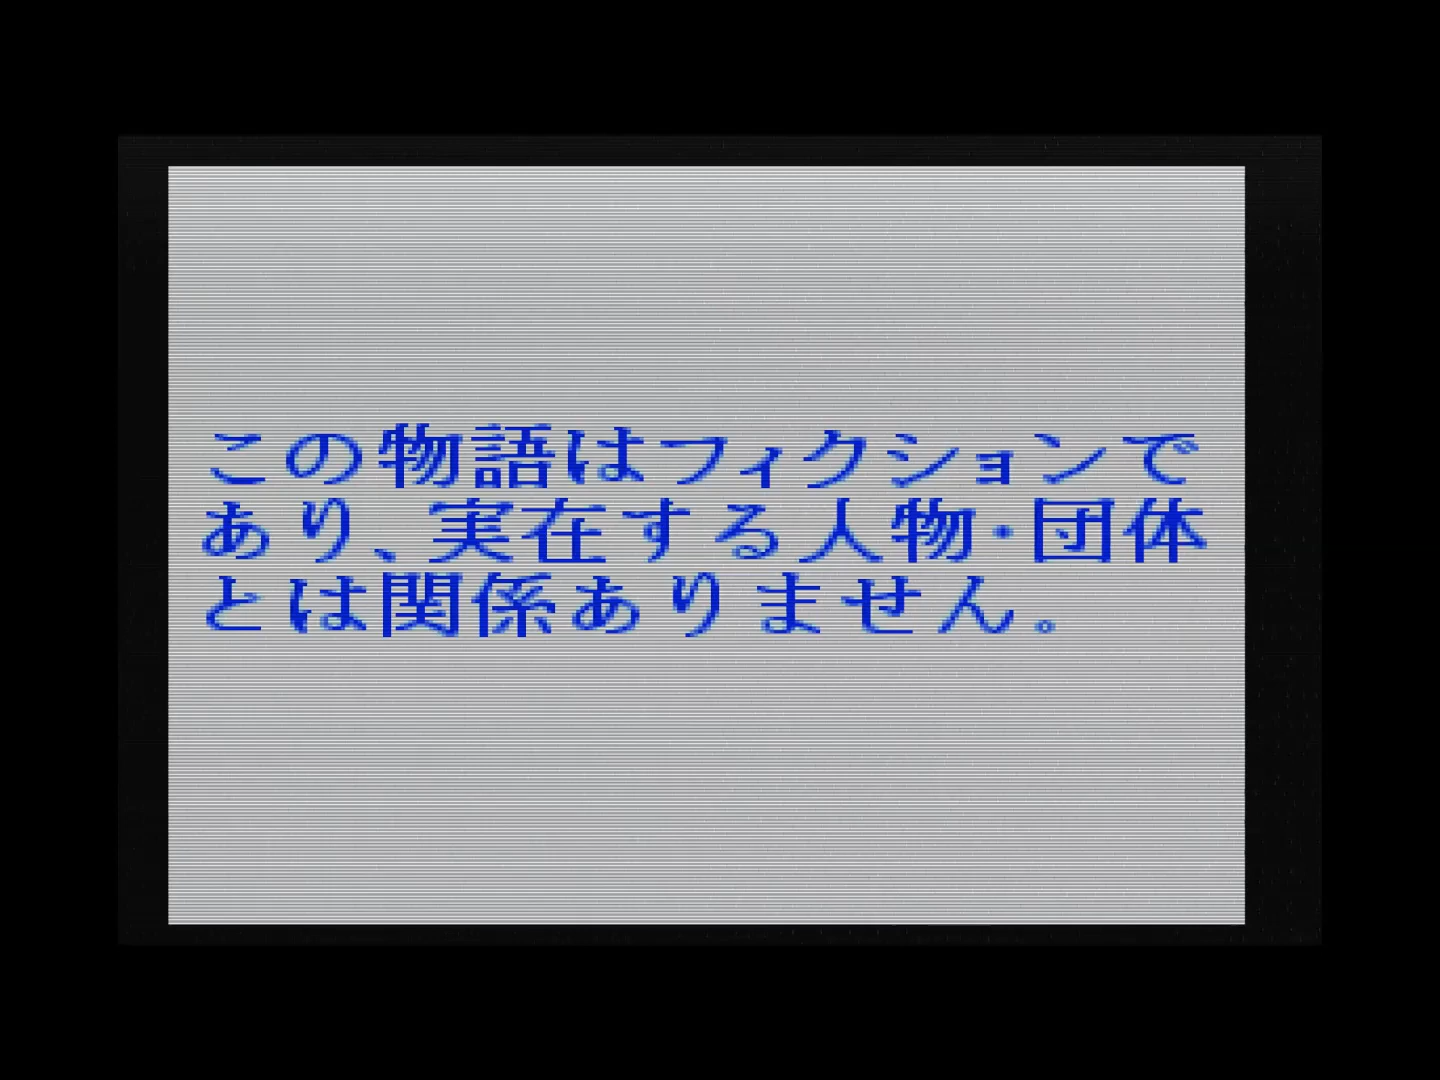 この物語はフィクションで
あり、実在する人物・団体
とは関係ありません。